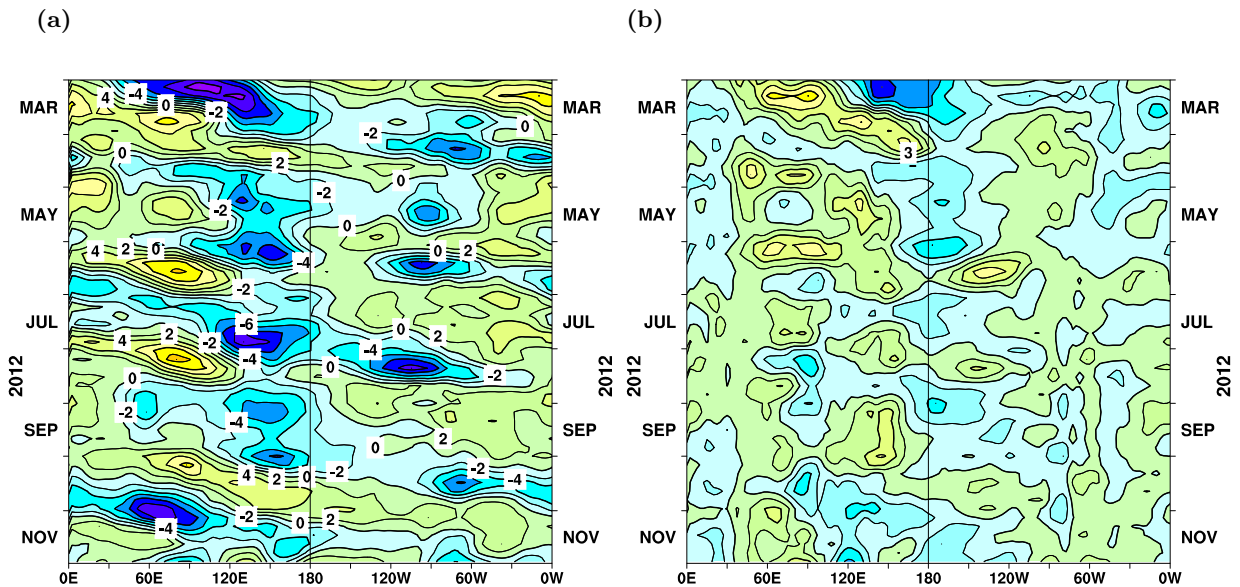 (a) (b)
4 -4 0 -2
MAR MAR MAR MAR
-2 0
0 2 0
3
-2 -2 0
MAY MAY MAY MAY
4 2 0 -4 0 2
-2
JUL JUL JUL JUL
4 2 -2 -6 0 2
-4 -4
0 0 -2
2012 2012 2012 2012
-2 -4
SEP SEP SEP SEP
0 2
4 2 0 -2 -2 -4
-4 -2 0 2
NOV NOV NOV NOV
0E 60E 120E 180 120W 60W 0W 0E 60E 120E 180 120W 60W 0W